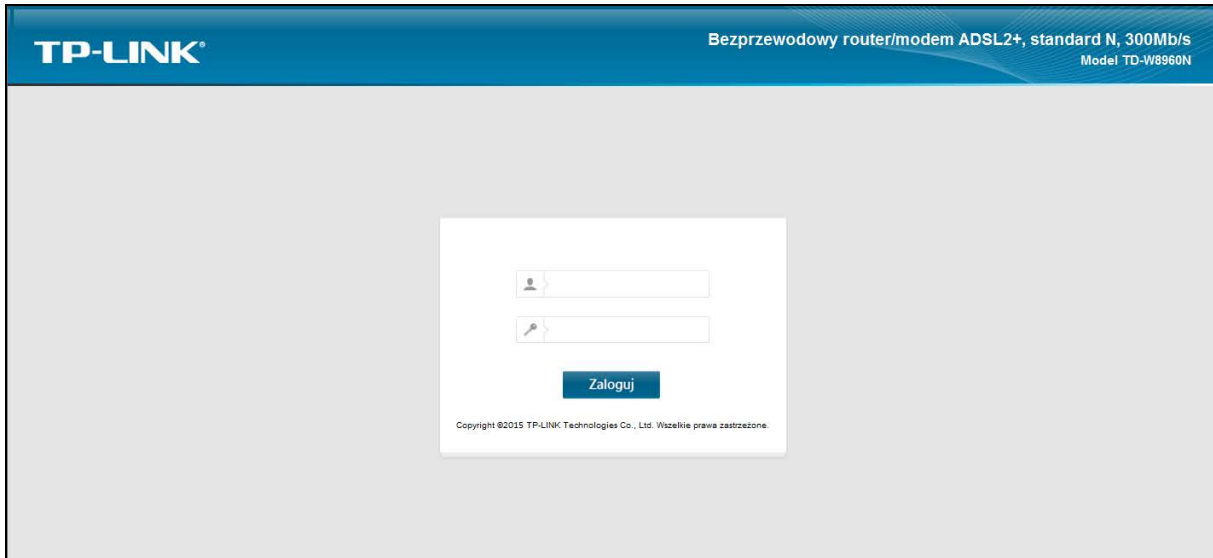 TP-LINK®
Bezprzewodowy router/modem ADSL2+, standard N, 300Mb/s
Model TD-W8960N
Zaloguj
Copyright ©2015 TP-LINK Technologies Co., Ltd. Wszelkie prawa zastrzeżone.